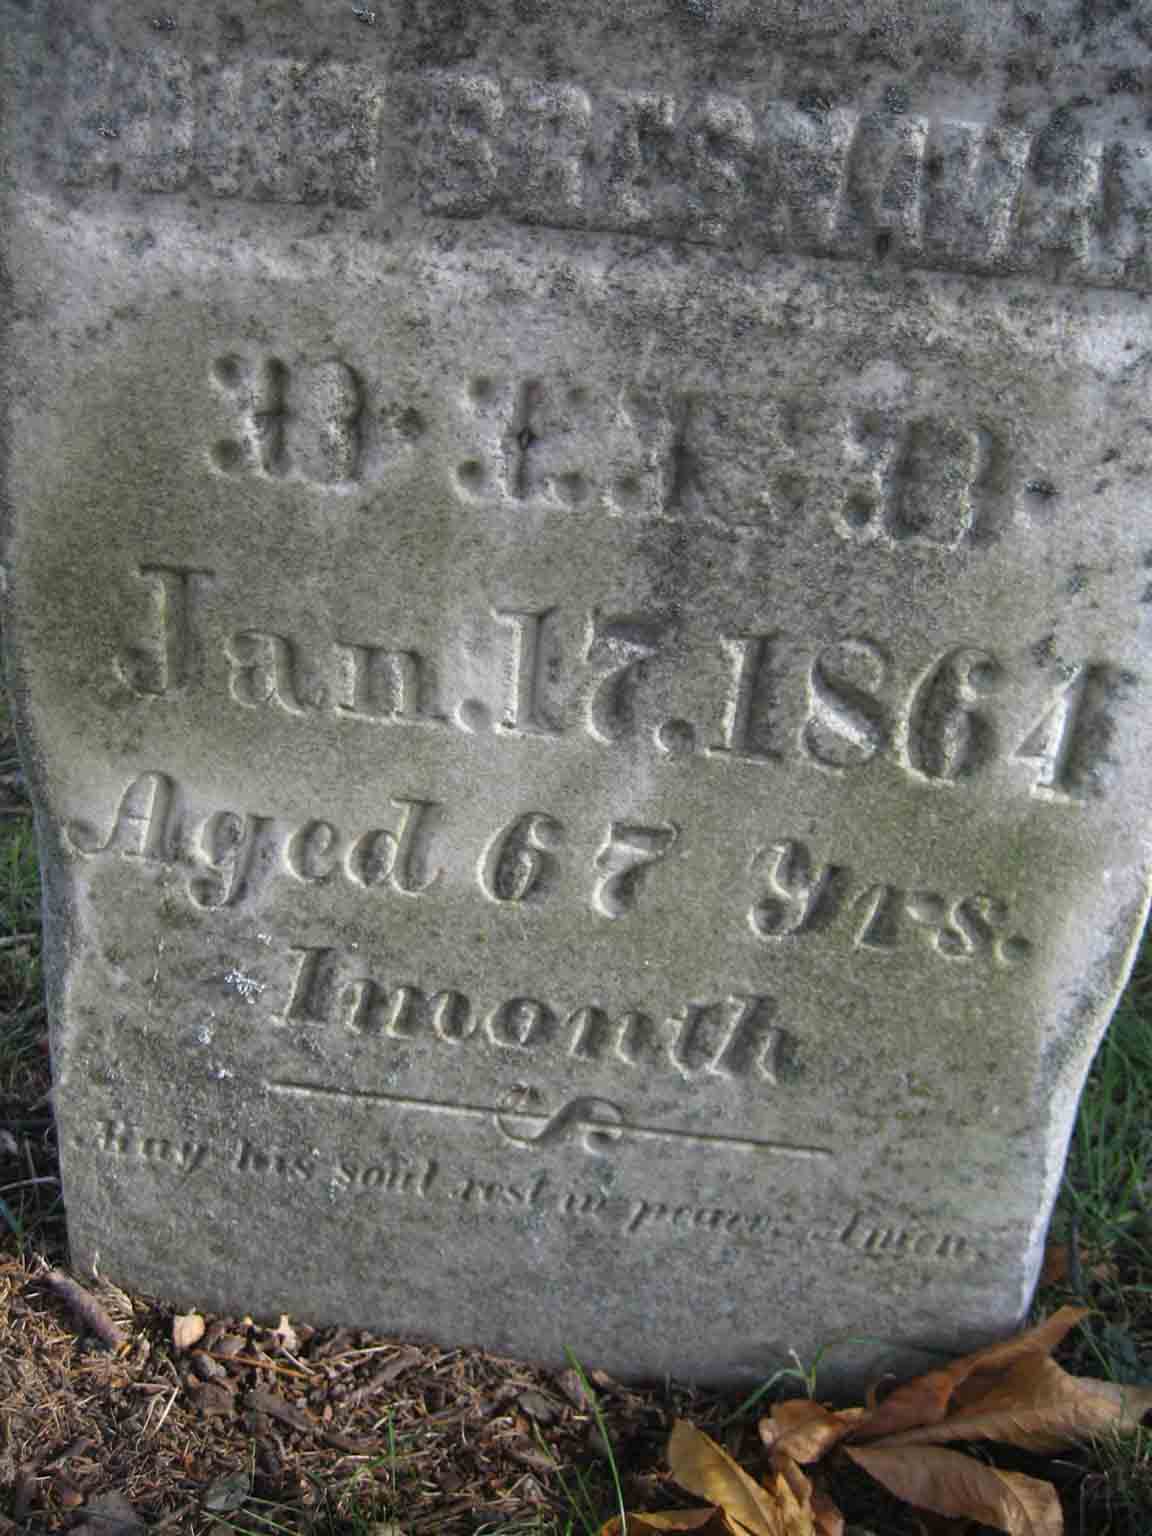 DIED
Jan. 17. 1864
Aged 67 yrs.
1 month
May his soul rest in peace. Amen.